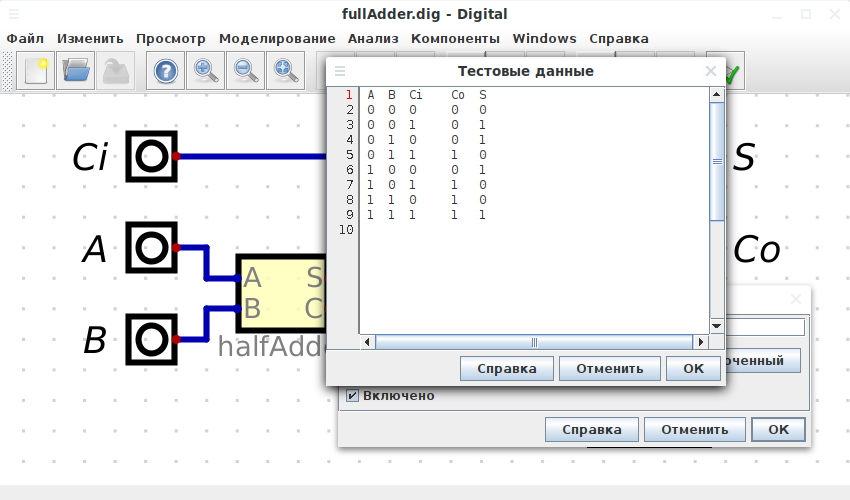 fullAdder.dig - Digital
Файл Изменить Просмотр Моделирование Анализ Компоненты Windows Справка
Тестовые данные
1 A B Ci Co S
2 0 0 0 0 0
3 0 0 1 0 1
4 0 1 0 0 1
5 0 1 1 1 0
6 1 0 0 0 1
7 1 0 1 1 0
8 1 1 0 1 0
9 1 1 1 1 1
10
Справка Отменить OK
Ci
S
A
Co
A S
B C
B
halfAdd
оченный
Включено
Справка Отменить OK